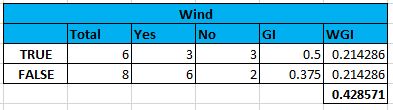 Wind
Total Yes No GI WGI
TRUE 6 3 3 0.5 0.214286
FALSE 8 6 2 0.375 0.214286
0.428571